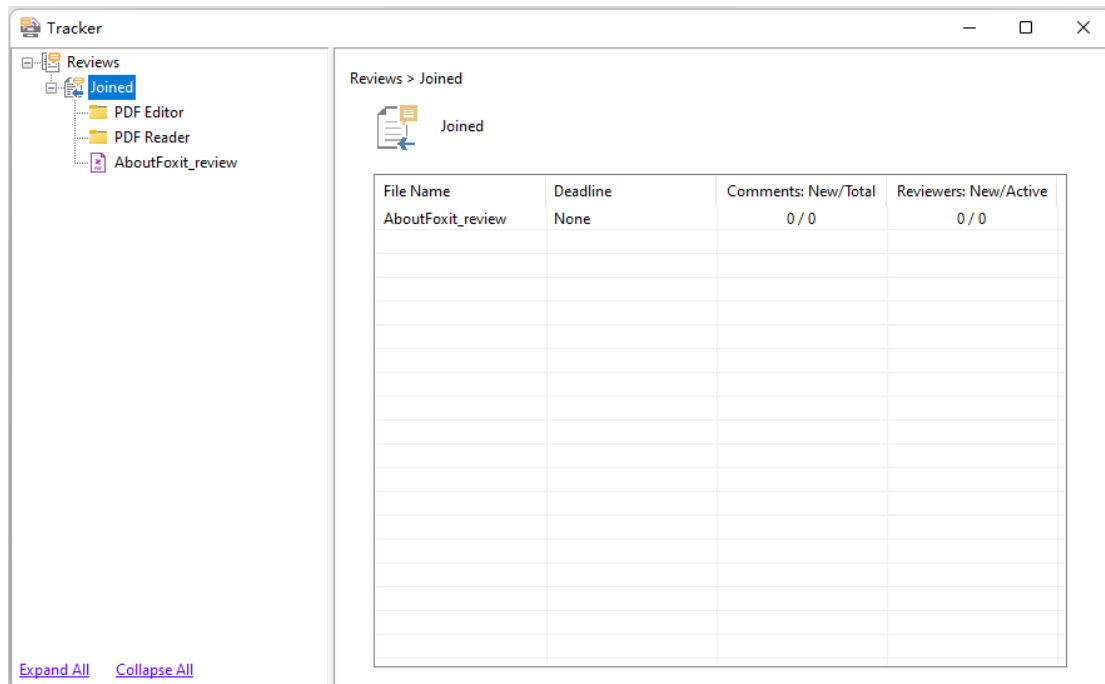 Tracker
Reviews
Joined
PDF Editor
PDF Reader
AboutFoxit_review
Expand All Collapse All
Reviews > Joined
Joined
File Name Deadline Comments: New/Total Reviewers: New/Active
AboutFoxit_review None 0 / 0 0 / 0